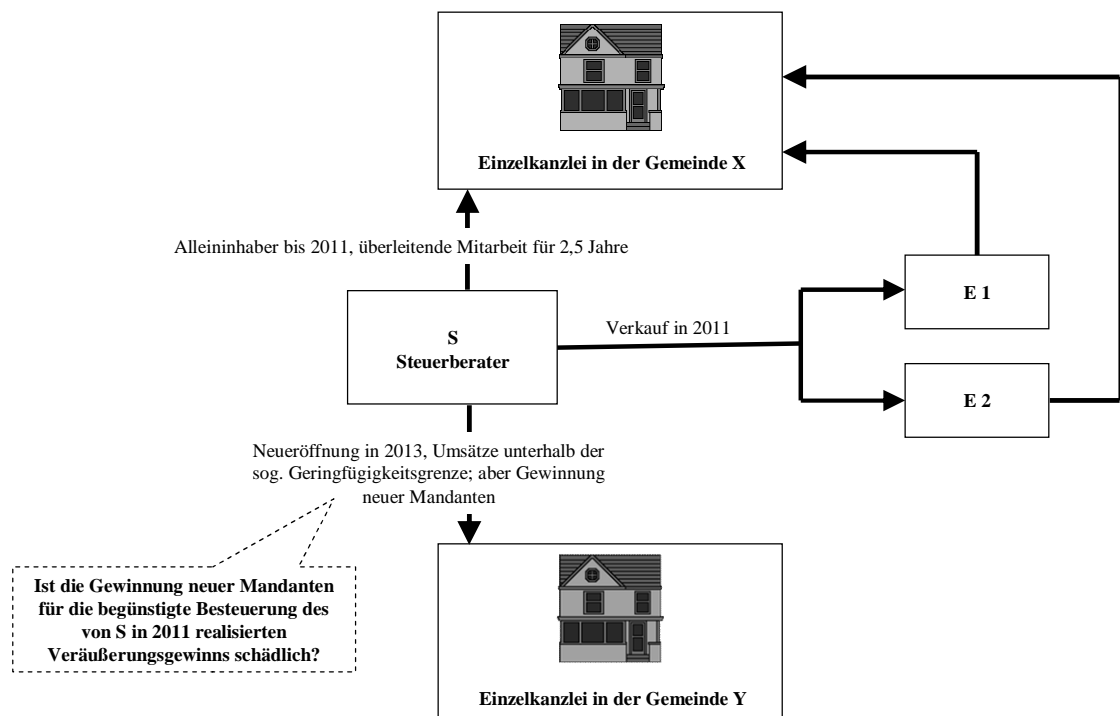 Einzelkanzlei in der Gemeinde X
Alleininhaber bis 2011, überleitende Mitarbeit für 2,5 Jahre
E 1
S
Steuerberater
Verkauf in 2011
E 2
Neueröffnung in 2013, Umsätze unterhalb der
sog. Geringfügigkeitsgrenze; aber Gewinnung
neuer Mandanten
Ist die Gewinnung neuer Mandanten
für die begünstigte Besteuerung des
von S in 2011 realisierten
Veräußerungsgewinns schädlich?
Einzelkanzlei in der Gemeinde Y